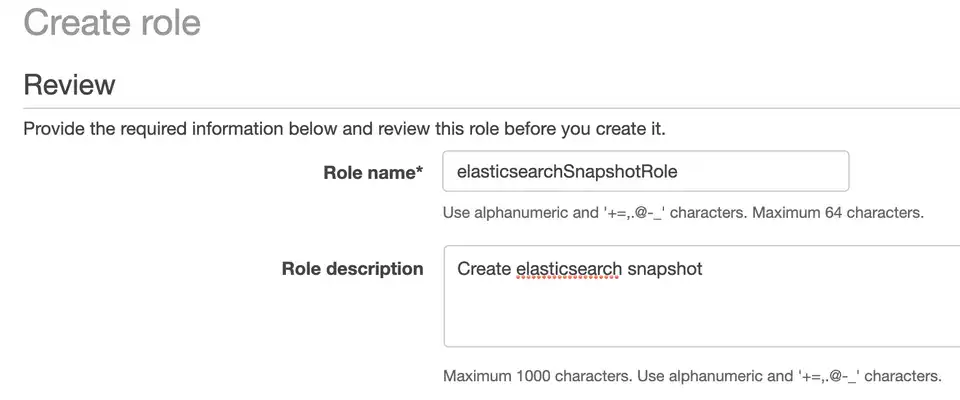 Create role
Review
Provide the required information below and review this role before you create it.
Role name* elasticsearchSnapshotRole
Use alphanumeric and '+=,.@-_' characters. Maximum 64 characters.
Role description Create elasticsearch snapshot
Maximum 1000 characters. Use alphanumeric and '+=,.@-_' characters.